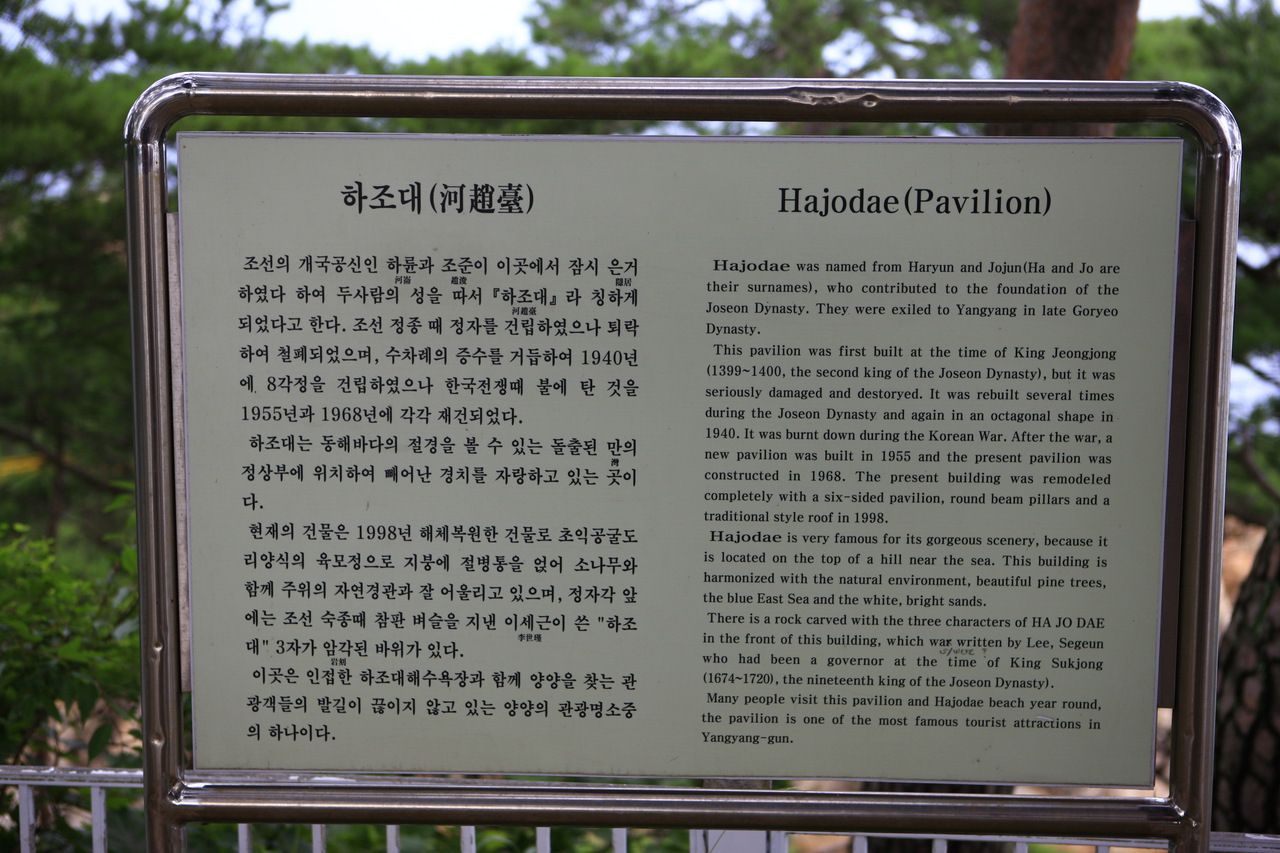 하조대(河趙臺)
조선의 개국공신인 하륜과 조준이 이곳에서 잠시 은거
河崙 趙浚 隱居
하였다 하여 두사람의 성을 따서 『하조대』라 칭하게
河趙臺
되었다고 한다. 조선 정종 때 정자를 건립하였으나 퇴락
하여 철폐되었으며, 수차례의 중수를 거듭하여 1940년
에 8각정을 건립하였으나 한국전쟁때 불에 탄 것을
1955년과 1968년에 각각 재건되었다.
하조대는 동해바다의 절경을 볼 수 있는 돌출된 만의
灣
정상부에 위치하여 빼어난 경치를 자랑하고 있는 곳이
다.
현재의 건물은 1998년 해체복원한 건물로 초익공굴도
리양식의 육모정으로 지붕에 절병통을 얹어 소나무와
함께 주위의 자연경관과 잘 어울리고 있으며, 정자각 앞
에는 조선 숙종때 참판 벼슬을 지낸 이세근이 쓴 "하조
李世瑾
대" 3자가 암각된 바위가 있다.
岩刻
이곳은 인접한 하조대해수욕장과 함께 양양을 찾는 관
광객들의 발길이 끊이지 않고 있는 양양의 관광명소중
의 하나이다.
Hajodae(Pavilion)
Hajodae was named from Haryun and Jojun(Ha and Jo are
their surnames), who contributed to the foundation of the
Joseon Dynasty. They were exiled to Yangyang in late Goryeo
Dynasty.
This pavilion was first built at the time of King Jeongjong
(1399~1400, the second king of the Joseon Dynasty), but it was
seriously damaged and destoryed. It was rebuilt several times
during the Joseon Dynasty and again in an octagonal shape in
1940. It was burnt down during the Korean War. After the war, a
new pavilion was built in 1955 and the present pavilion was
constructed in 1968. The present building was remodeled
completely with a six-sided pavilion, round beam pillars and a
traditional style roof in 1998.
Hajodae is very famous for its gorgeous scenery, because it
is located on the top of a hill near the sea. This building is
harmonized with the natural environment, beautiful pine trees,
the blue East Sea and the white, bright sands.
There is a rock carved with the three characters of HA JO DAE
in the front of this building, which was written by Lee, Segeun
who had been a governor at the time of King Sukjong
(1674~1720), the nineteenth king of the Joseon Dynasty).
Many people visit this pavilion and Hajodae beach year round,
the pavilion is one of the most famous tourist attractions in
Yangyang-gun.